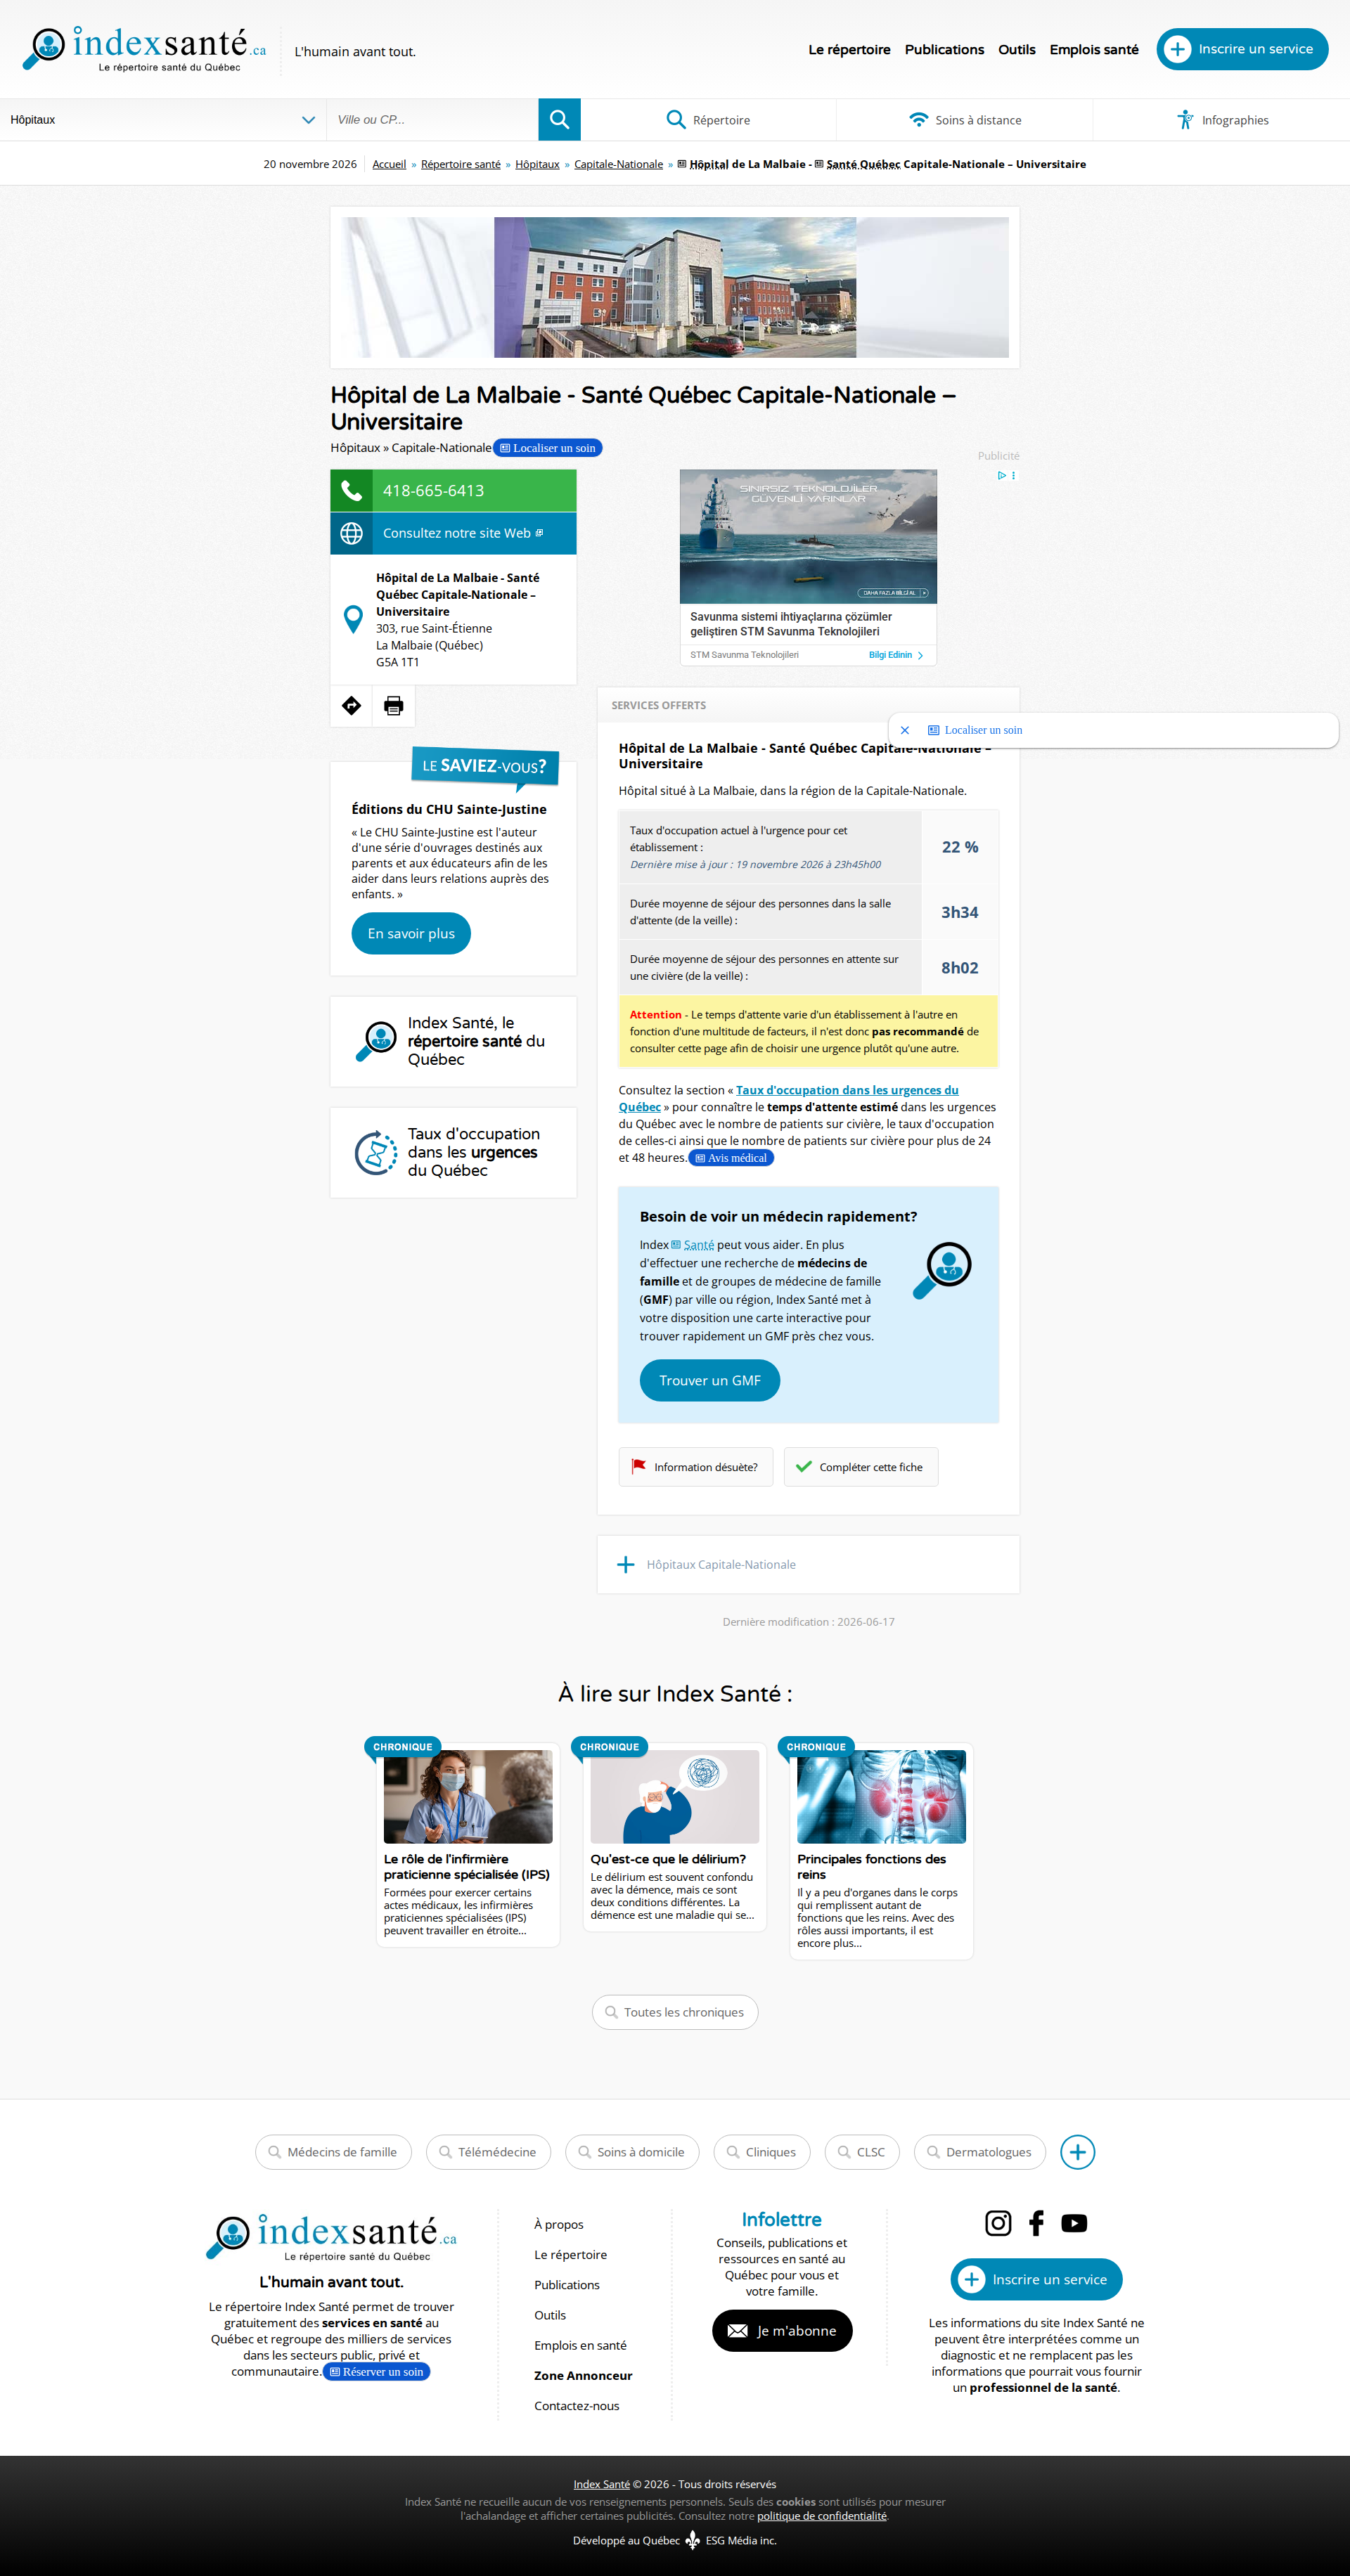 indexsanté.ca
Le répertoire santé du Québec
L'humain avant tout.
Le répertoire
Publications
Outils
Emplois santé
Inscrire un service
Hôpitaux
Ville ou CP...
Répertoire
Soins à distance
Infographies
20 novembre 2026
Accueil » Répertoire santé » Hôpitaux » Capitale-Nationale » Hôpital de La Malbaie - Santé Québec Capitale-Nationale – Universitaire
Hôpital de La Malbaie - Santé Québec Capitale-Nationale –
Universitaire
Hôpitaux » Capitale-Nationale Localiser un soin
Publicité
418-665-6413
Consultez notre site Web
Hôpital de La Malbaie - Santé
Québec Capitale-Nationale –
Universitaire
303, rue Saint-Étienne
La Malbaie (Québec)
G5A 1T1
LE SAVIEZ-VOUS?
Éditions du CHU Sainte-Justine
« Le CHU Sainte-Justine est l'auteur
d'une série d'ouvrages destinés aux
parents et aux éducateurs afin de les
aider dans leurs relations auprès des
enfants. »
En savoir plus
Index Santé, le
répertoire santé du
Québec
Taux d'occupation
dans les urgences
du Québec
SINIRSIZ TEKNOLOJİLER
GÜVENLİ YARINLAR
DAHA FAZLA BİLGİ AL
Savunma sistemi ihtiyaçlarına çözümler
geliştiren STM Savunma Teknolojileri
STM Savunma Teknolojileri
Bilgi Edinin
SERVICES OFFERTS
Localiser un soin
Hôpital de La Malbaie - Santé Québec Capitale-Nationale –
Universitaire
Hôpital situé à La Malbaie, dans la région de la Capitale-Nationale.
Taux d'occupation actuel à l'urgence pour cet
établissement :
Dernière mise à jour : 19 novembre 2026 à 23h45h00
22 %
Durée moyenne de séjour des personnes dans la salle
d'attente (de la veille) :
3h34
Durée moyenne de séjour des personnes en attente sur
une civière (de la veille) :
8h02
Attention - Le temps d'attente varie d'un établissement à l'autre en
fonction d'une multitude de facteurs, il n'est donc pas recommandé de
consulter cette page afin de choisir une urgence plutôt qu'une autre.
Consultez la section « Taux d'occupation dans les urgences du
Québec » pour connaître le temps d'attente estimé dans les urgences
du Québec avec le nombre de patients sur civière, le taux d'occupation
de celles-ci ainsi que le nombre de patients sur civière pour plus de 24
et 48 heures. Avis médical
Besoin de voir un médecin rapidement?
Index Santé peut vous aider. En plus
d'effectuer une recherche de médecins de
famille et de groupes de médecine de famille
(GMF) par ville ou région, Index Santé met à
votre disposition une carte interactive pour
trouver rapidement un GMF près chez vous.
Trouver un GMF
Information désuète?
Compléter cette fiche
Hôpitaux Capitale-Nationale
Dernière modification : 2026-06-17
À lire sur Index Santé :
CHRONIQUE
Le rôle de l'infirmière
praticienne spécialisée (IPS)
Formées pour exercer certains
actes médicaux, les infirmières
praticiennes spécialisées (IPS)
peuvent travailler en étroite...
CHRONIQUE
Qu'est-ce que le délirium?
Le délirium est souvent confondu
avec la démence, mais ce sont
deux conditions différentes. La
démence est une maladie qui se...
CHRONIQUE
Principales fonctions des
reins
Il y a peu d'organes dans le corps
qui remplissent autant de
fonctions que les reins. Avec des
rôles aussi importants, il est
encore plus...
Toutes les chroniques
Médecins de famille
Télémédecine
Soins à domicile
Cliniques
CLSC
Dermatologues
indexsanté.ca
Le répertoire santé du Québec
L'humain avant tout.
Le répertoire Index Santé permet de trouver
gratuitement des services en santé au
Québec et regroupe des milliers de services
dans les secteurs public, privé et
communautaire. Réserver un soin
À propos
Le répertoire
Publications
Outils
Emplois en santé
Zone Annonceur
Contactez-nous
Infolettre
Conseils, publications et
ressources en santé au
Québec pour vous et
votre famille.
Je m'abonne
Inscrire un service
Les informations du site Index Santé ne
peuvent être interprétées comme un
diagnostic et ne remplacent pas les
informations que pourrait vous fournir
un professionnel de la santé.
Index Santé © 2026 - Tous droits réservés
Index Santé ne recueille aucun de vos renseignements personnels. Seuls des cookies sont utilisés pour mesurer
l'achalandage et afficher certaines publicités. Consultez notre politique de confidentialité.
Développé au Québec ESG Média inc.